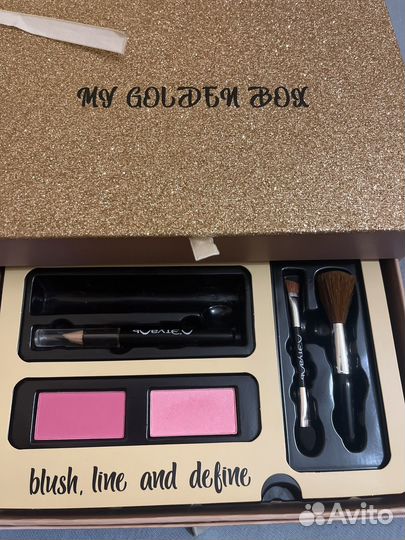 MY GOLDEN BOX
blush, line and define
Avito